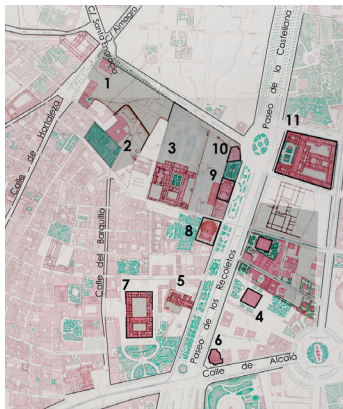 C/ Santa Engracia
C/ Almagro
Paseo de la Castellana
1
Calle de Hortaleza
2
3
10
11
9
Calle del Barquillo
8
Paseo de los Recoletos
7
5
4
6
Calle de Alcalá